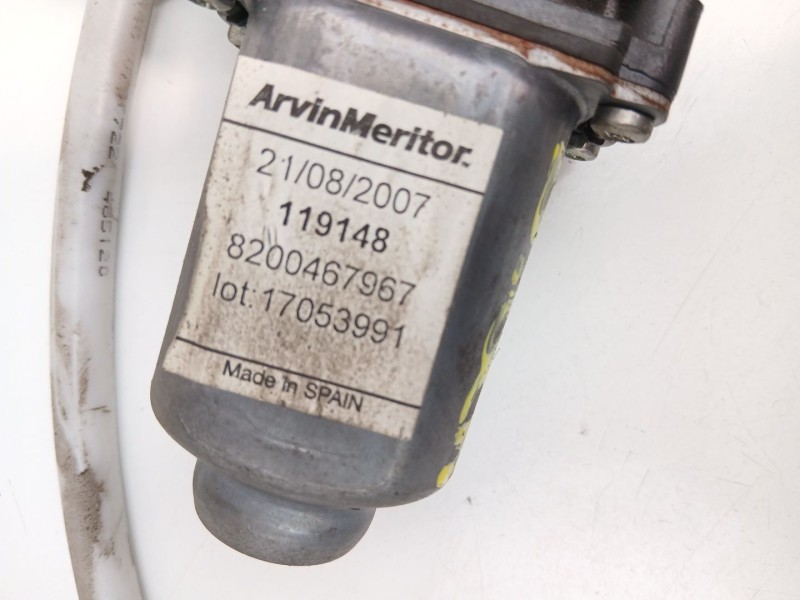 ArvinMeritor.
21/08/2007
119148
8200467967
lot:17053991
Made in SPAIN